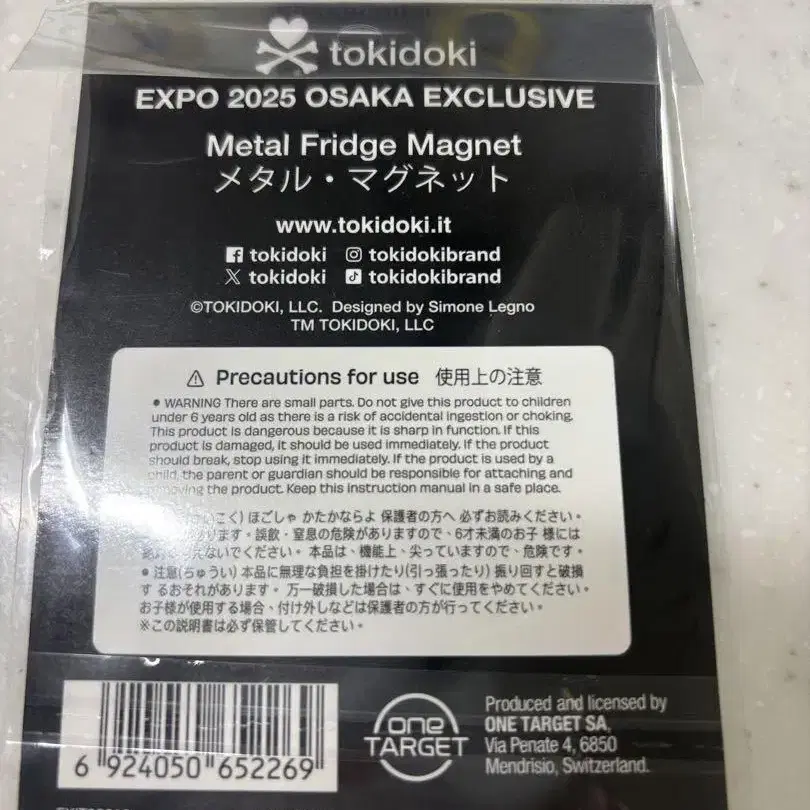 tokidoki
EXPO 2025 OSAKA EXCLUSIVE
Metal Fridge Magnet
メタル・マグネット
www.tokidoki.it
tokidoki tokidokibrand
tokidoki tokidokibrand
©TOKIDOKI, LLC. Designed by Simone Legno
TM TOKIDOKI, LLC
Precautions for use 使用上の注意
• WARNING There are small parts. Do not give this product to children
under 6 years old as there is a risk of accidental ingestion or choking.
This product is dangerous because it is sharp in function. If this
product is damaged, it should be used immediately. If the product
should break, stop using it immediately. If the product is used by a
child, the parent or guardian should be responsible for attaching and
removing the product. Keep this instruction manual in a safe place.
いこく) ほごしゃ かたかならよ 保護者の方へ 必ずお読みください。
あります。誤飲・窒息の危険がありますので、6才未満のお子 様には
えないでください。 本品は、機能上、尖っていますので、危険です。
• 注意(ちゅうい) 本品に無理な負担を掛けたり(引っ張ったり) 振り回すと破損
す るおそれがあります。 万一破損した場合は、すぐに使用をやめてください。
お子様が使用する場合、付け外しなどは保護者の方が行ってください。
※この説明書は必ず保管してください。
6 924050 652269
one
TARGET
Produced and licensed by
ONE TARGET SA,
Via Penate 4, 6850
Mendrisio, Switzerland.